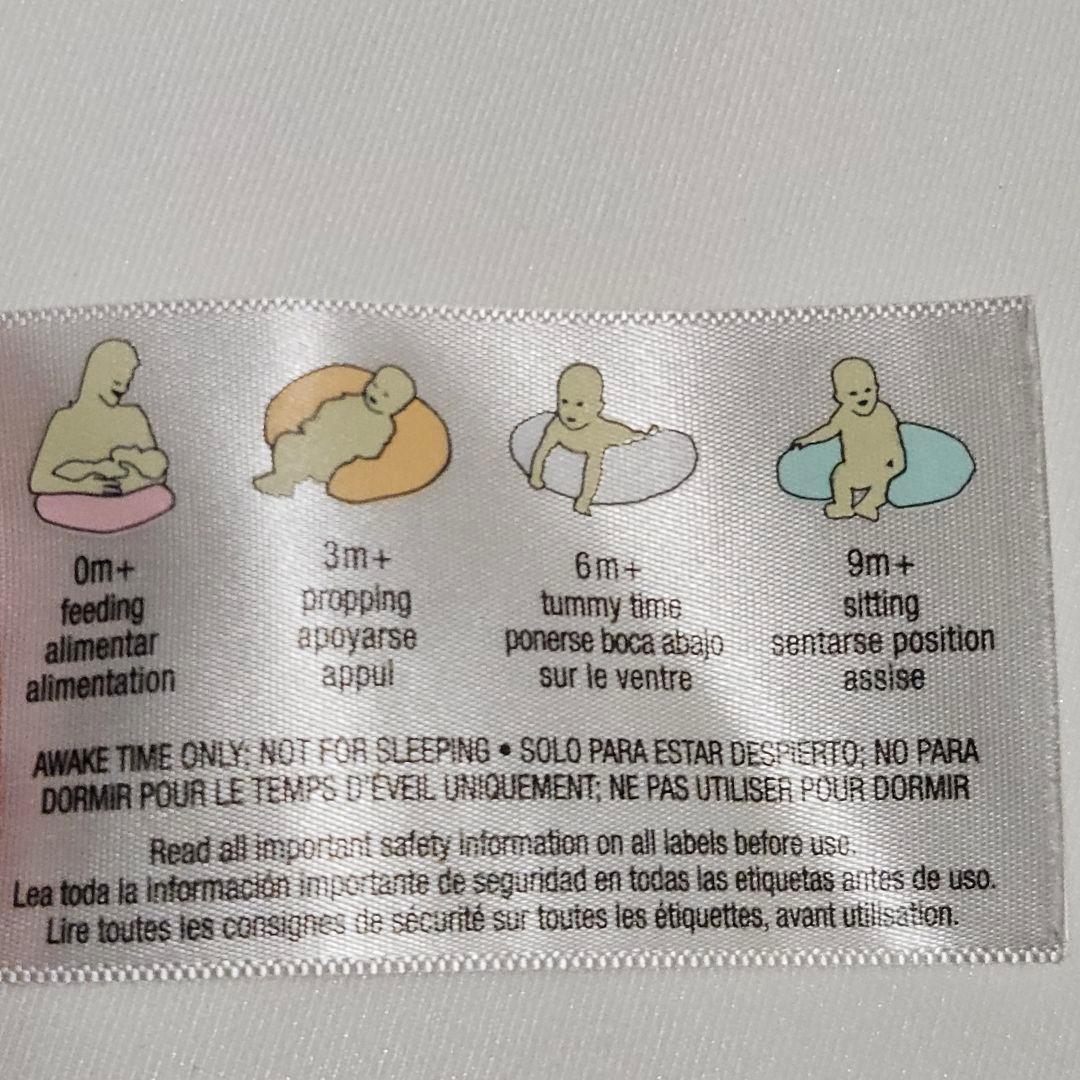 0m+ 3m+ 6m+ 9m+
feeding propping tummy time sitting
alimentar apoyarse ponerse boca abajo sentarse position
alimentation appui sur le ventre assise
AWAKE TIME ONLY; NOT FOR SLEEPING • SOLO PARA ESTAR DESPIERTO; NO PARA
DORMIR POUR LE TEMPS D'ÉVEIL UNIQUEMENT; NE PAS UTILISER POUR DORMIR
Read all important safety information on all labels before use.
Lea toda la información importante de seguridad en todas las etiquetas antes de uso.
Lire toutes les consignes de sécurité sur toutes les étiquettes, avant utilisation.